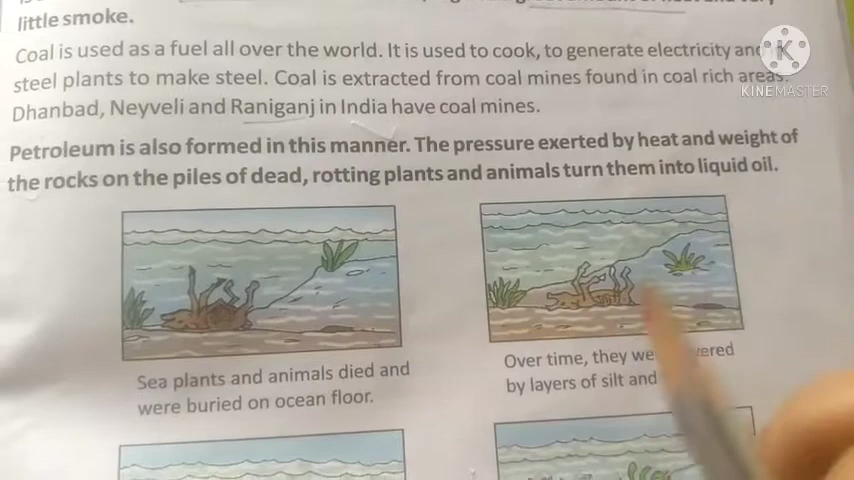 little smoke.
Coal is used as a fuel all over the world. It is used to cook, to generate electricity and
steel plants to make steel. Coal is extracted from coal mines found in coal rich areas.
Dhanbad, Neyveli and Raniganj in India have coal mines.
Petroleum is also formed in this manner. The pressure exerted by heat and weight of
the rocks on the piles of dead, rotting plants and animals turn them into liquid oil.
Sea plants and animals died and
were buried on ocean floor.
Over time, they
by layers of silt and
KINEMASTER